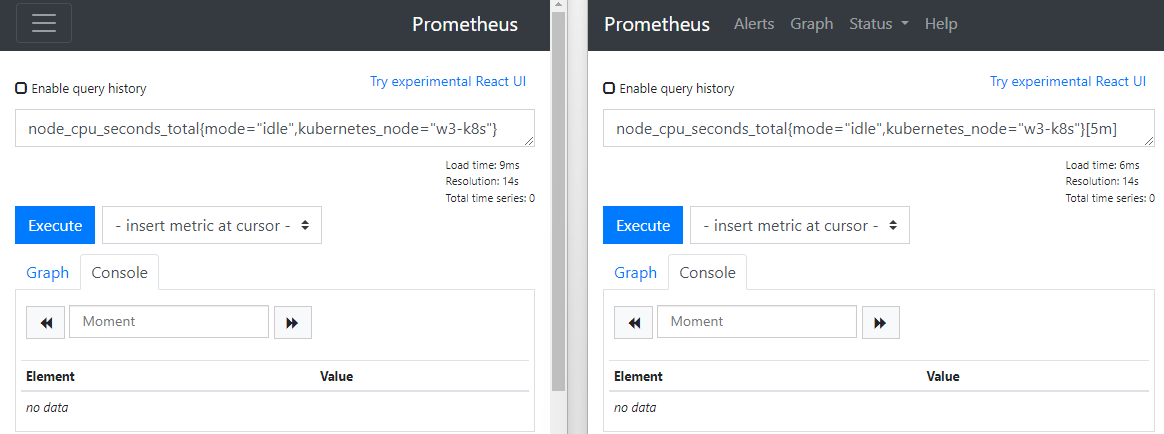 Prometheus
Enable query history
Try experimental React UI
node_cpu_seconds_total{mode="idle",kubernetes_node="w3-k8s"}
Load time: 9ms
Resolution: 14s
Total time series: 0
Execute
- insert metric at cursor -
Graph
Console
Moment
Element Value
no data
Prometheus Alerts Graph Status Help
Enable query history
Try experimental React UI
node_cpu_seconds_total{mode="idle",kubernetes_node="w3-k8s"}[5m]
Load time: 6ms
Resolution: 14s
Total time series: 0
Execute
- insert metric at cursor -
Graph
Console
Moment
Element Value
no data